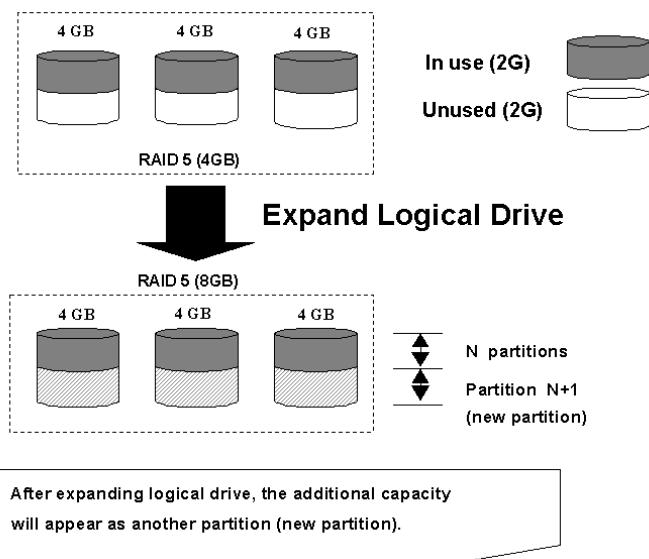 4 GB
4 GB
4 GB
In use (2G)
Unused (2G)
RAID 5 (4GB)
Expand Logical Drive
RAID 5 (8GB)
4 GB
4 GB
4 GB
N partitions
Partition N+1
(new partition)
After expanding logical drive, the additional capacity
will appear as another partition (new partition).